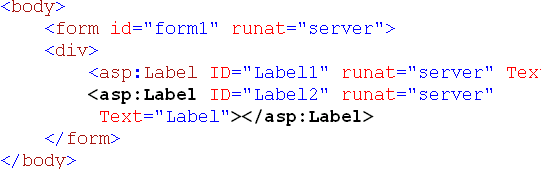 <body>
<form id="form1" runat="server">
<div>
<asp:Label ID="Label1" runat="server" Tex
<asp:Label ID="Label2" runat="server"
Text="Label"></asp:Label>
</form>
</body>